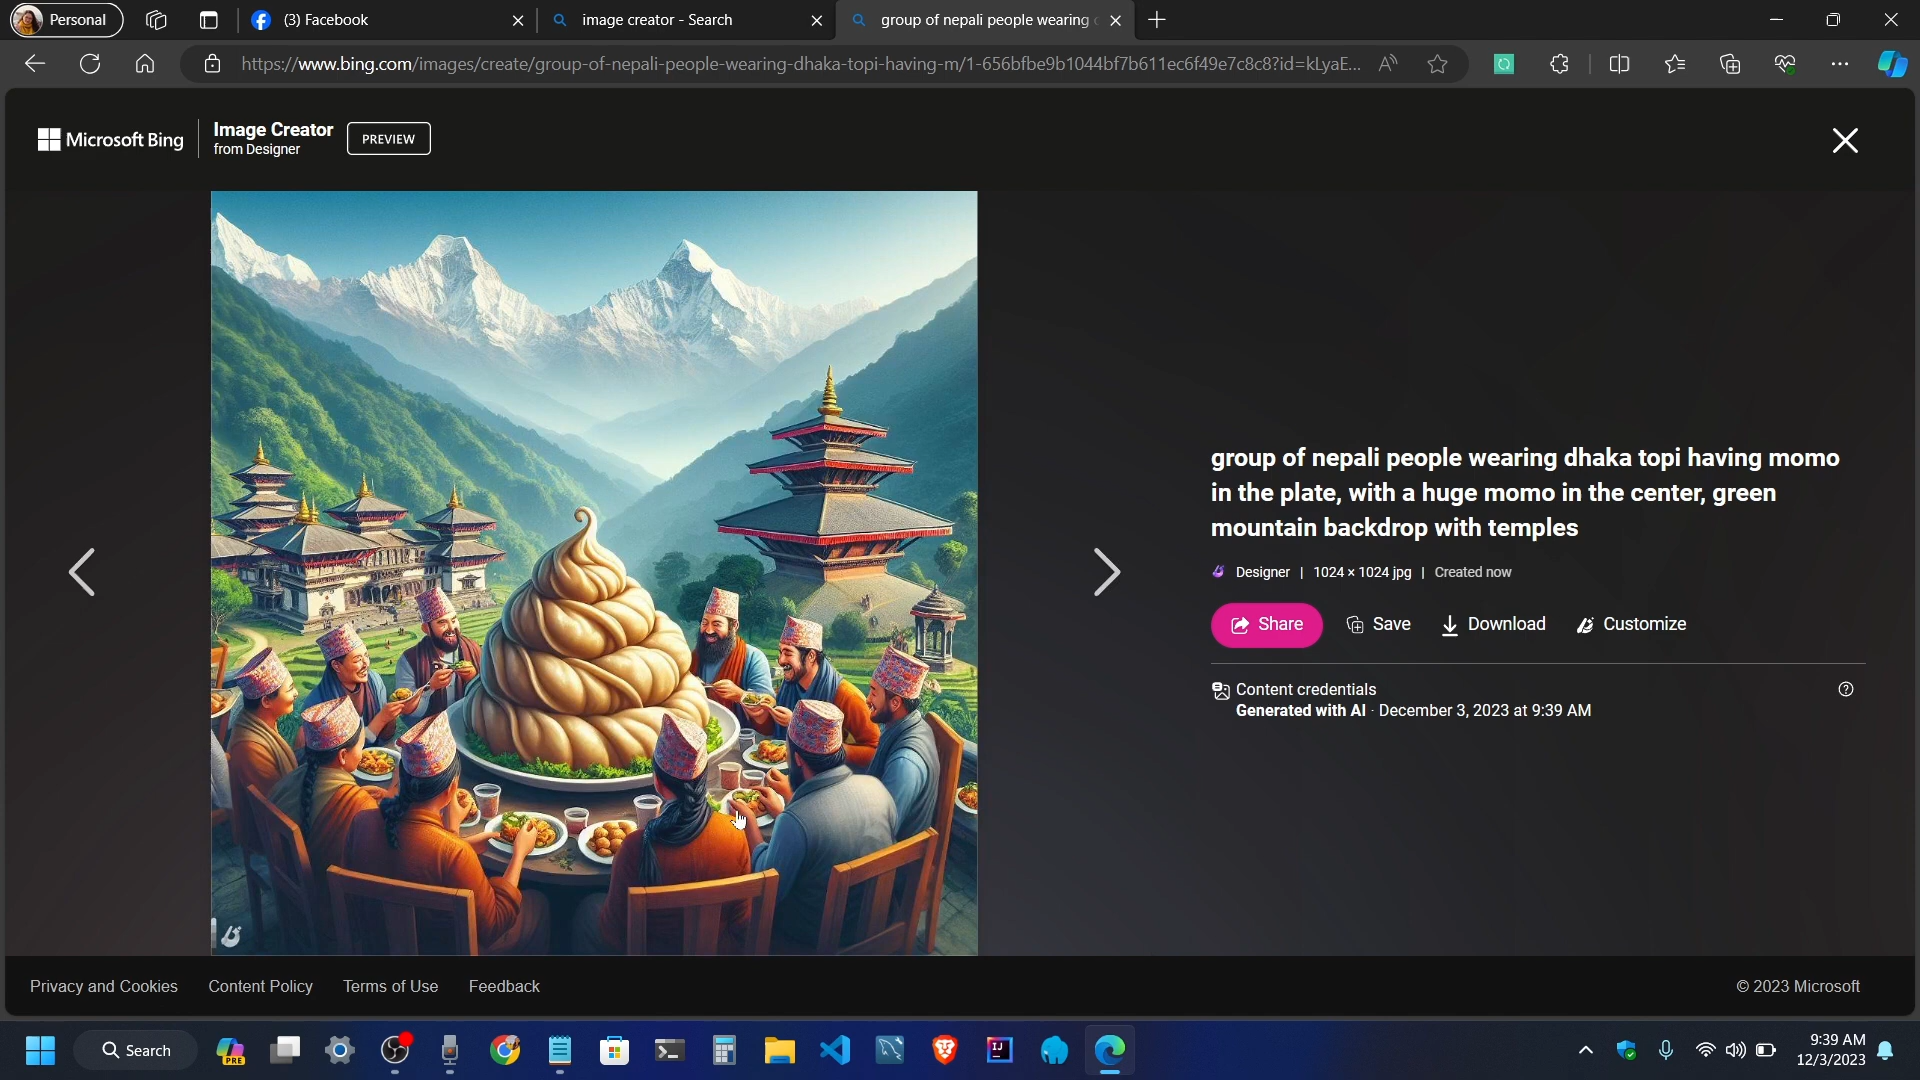 Personal
(3) Facebook
image creator - Search
group of nepali people wearing
https://www.bing.com/images/create/group-of-nepali-people-wearing-dhaka-topi-having-m/1-656bfbe9b1044bf7b611ec6f49e7c8c8?id=kLyaE...
Microsoft Bing
Image Creator
from Designer
PREVIEW
group of nepali people wearing dhaka topi having momo
in the plate, with a huge momo in the center, green
mountain backdrop with temples
Designer | 1024 × 1024 jpg | Created now
Share
Save
Download
Customize
Content credentials
Generated with AI · December 3, 2023 at 9:39 AM
Privacy and Cookies
Content Policy
Terms of Use
Feedback
© 2023 Microsoft
Search
PRE
IJ
9:39 AM
12/3/2023